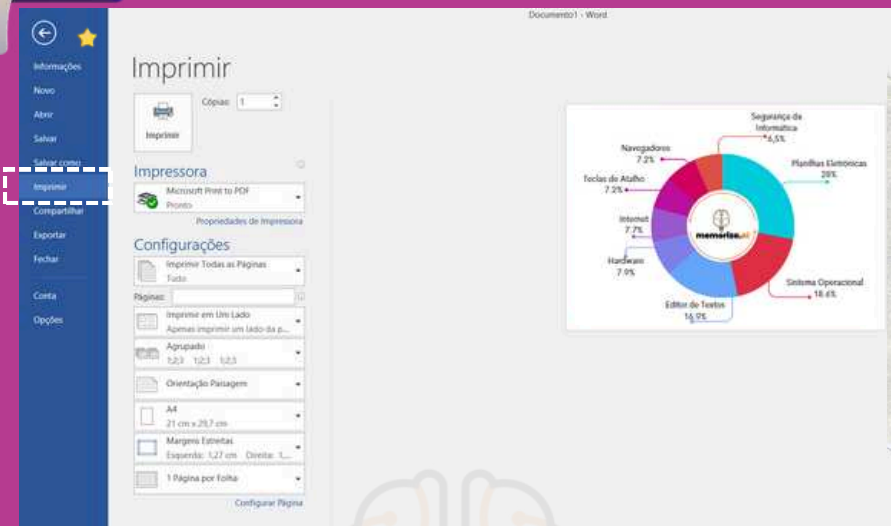 Documento1 - Word
Informações
Novo
Abrir
Salvar
Salvar como
Imprimir
Compartilhar
Exportar
Fechar
Conta
Opções
Imprimir
Cópias: 1
Imprimir
Impressora
Microsoft Print to PDF
Pronto
Propriedades de Impressora
Configurações
Imprimir Todas as Páginas
Tudo
Páginas:
Imprimir em Um Lado
Apenas imprimir um lado da p...
Agrupado
1;2;3 1;2;3 1;2;3
Orientação Paisagem
A4
21 cm x 29,7 cm
Margens Estreitas
Esquerda: 1,27 cm Direita: 1,...
1 Página por Folha
Configurar Página
Segurança da
Informática
6,5%
Navegadores
7.2%
Planilhas Eletrônicas
28%
Teclas de Atalho
7.2%
Internet
7.7%
memorize.ai
Hardware
7.9%
Sistema Operacional
18.6%
Editor de Textos
16.9%